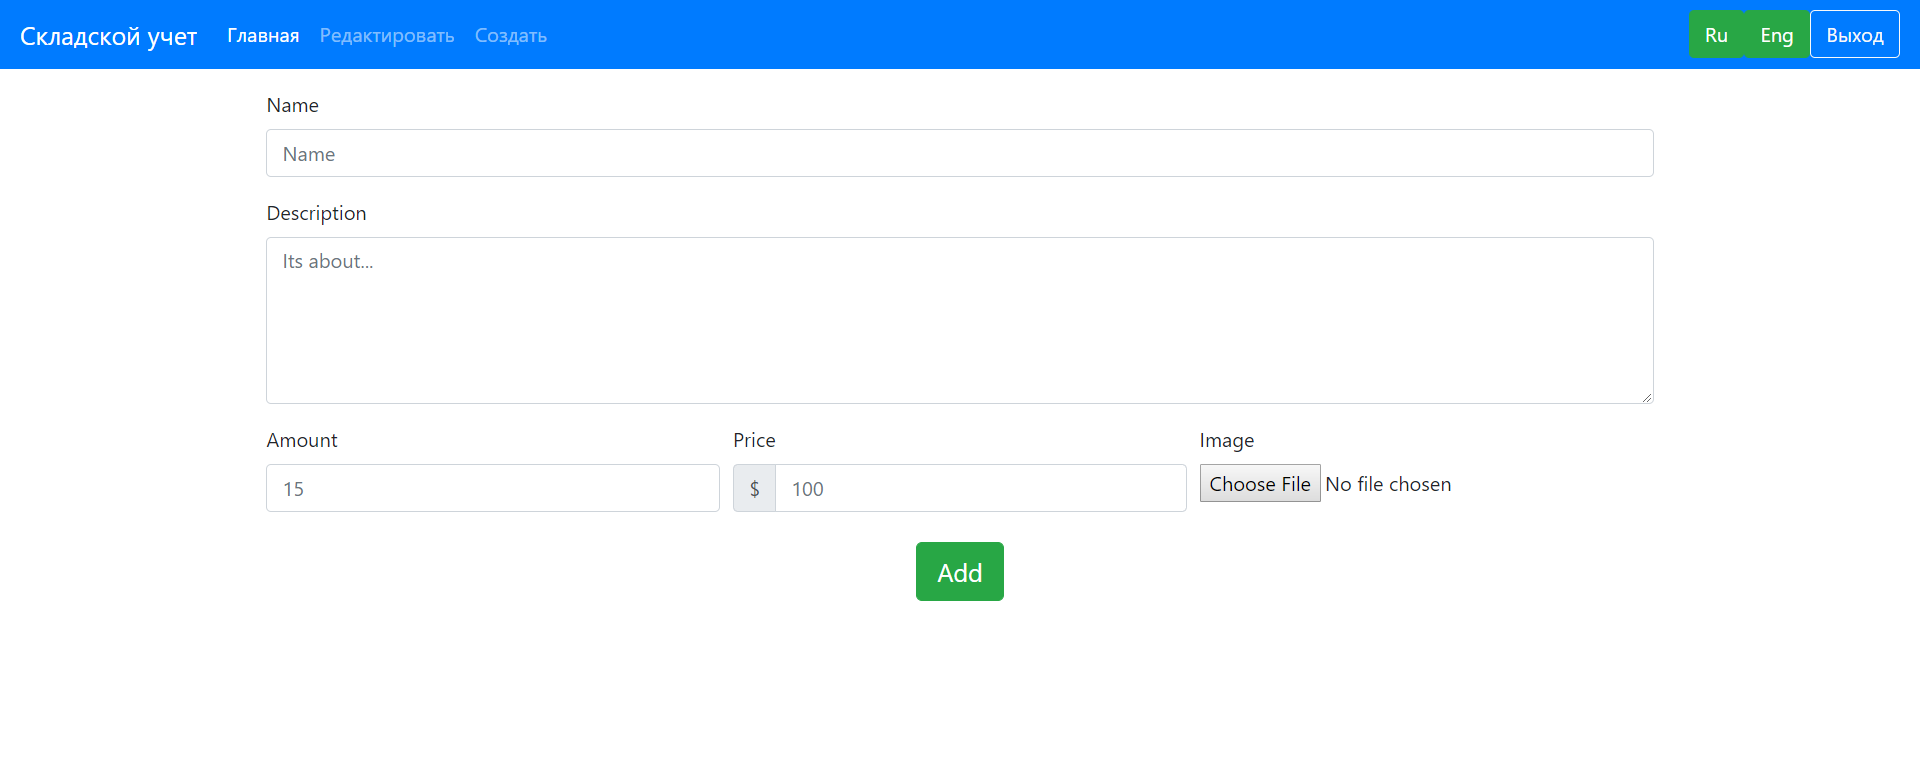 Складской учет Главная Редактировать Создать Ru Eng Выход
Name
Name
Description
Its about...
Amount Price Image
15 $ 100 Choose File No file chosen
Add